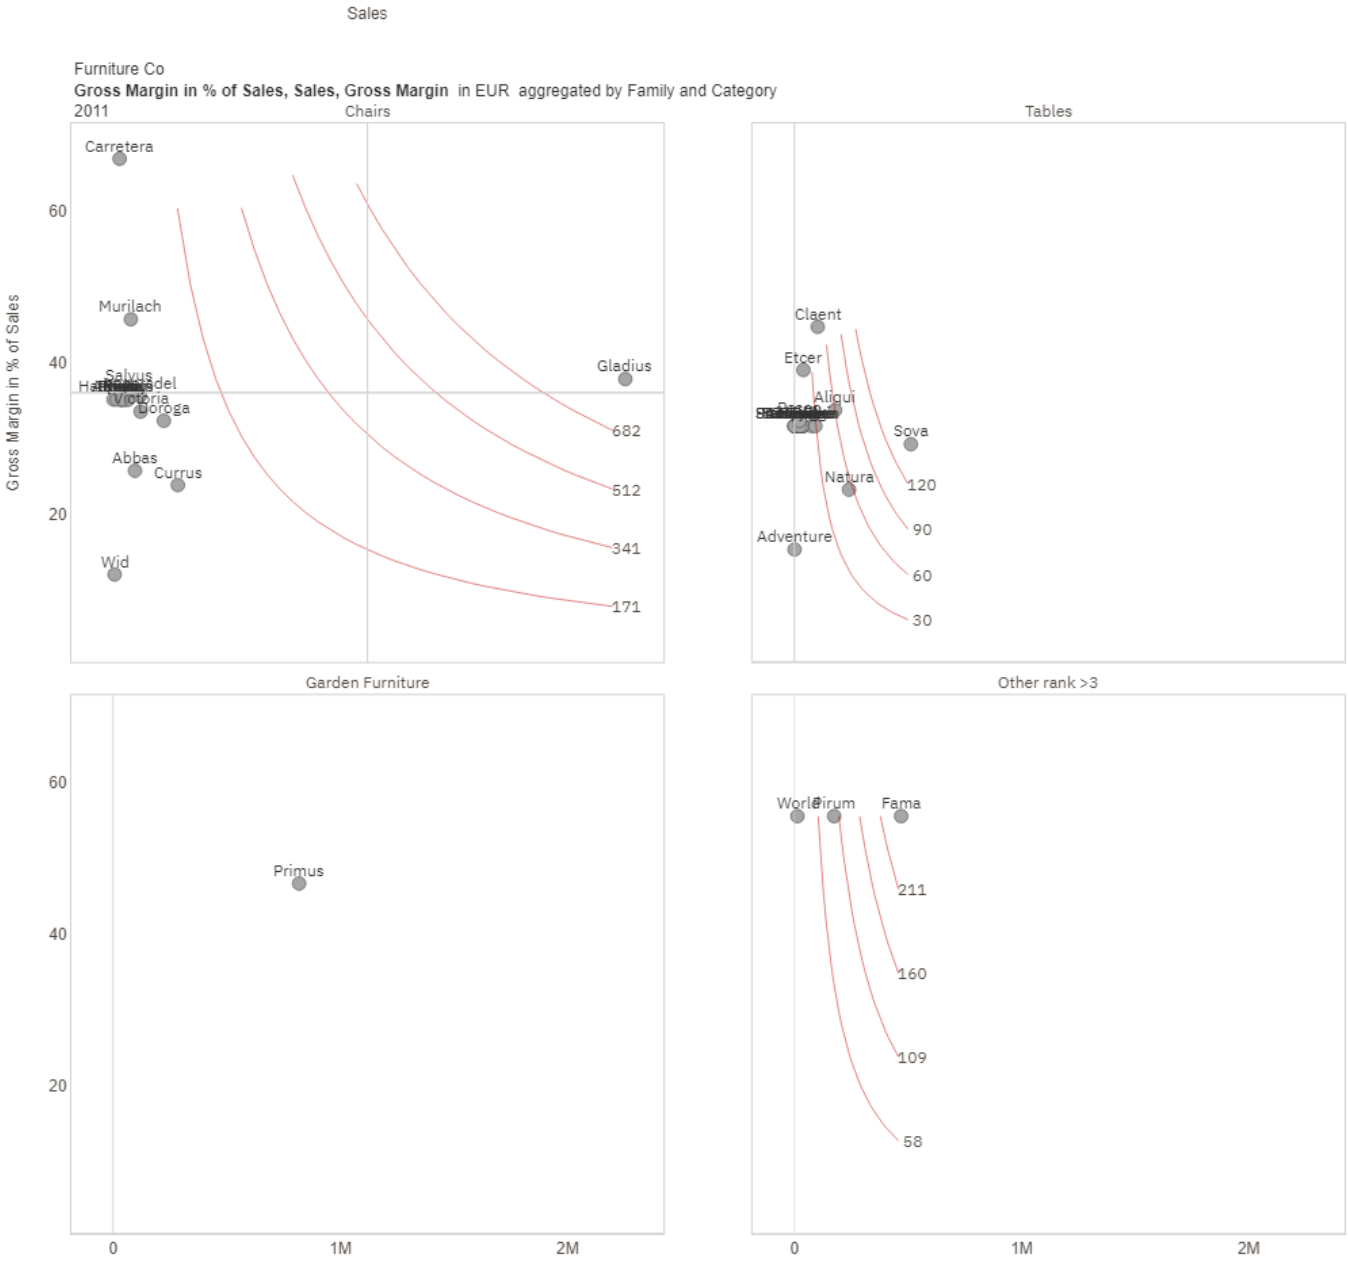 Sales
Furniture Co
Gross Margin in % of Sales, Sales, Gross Margin in EUR aggregated by Family and Category
2011
Chairs
Tables
Gross Margin in % of Sales
60
40
20
Carretera
Murilach
Salvus
Victoria
Doroga
Abbas
Currus
Wid
Gladius
682
512
341
171
Claent
Etcer
Aliqui
Sova
Natura
Adventure
120
90
60
30
Garden Furniture
Other rank >3
60
40
20
Primus
World
Pirum
Fama
211
160
109
58
0
1M
2M
0
1M
2M